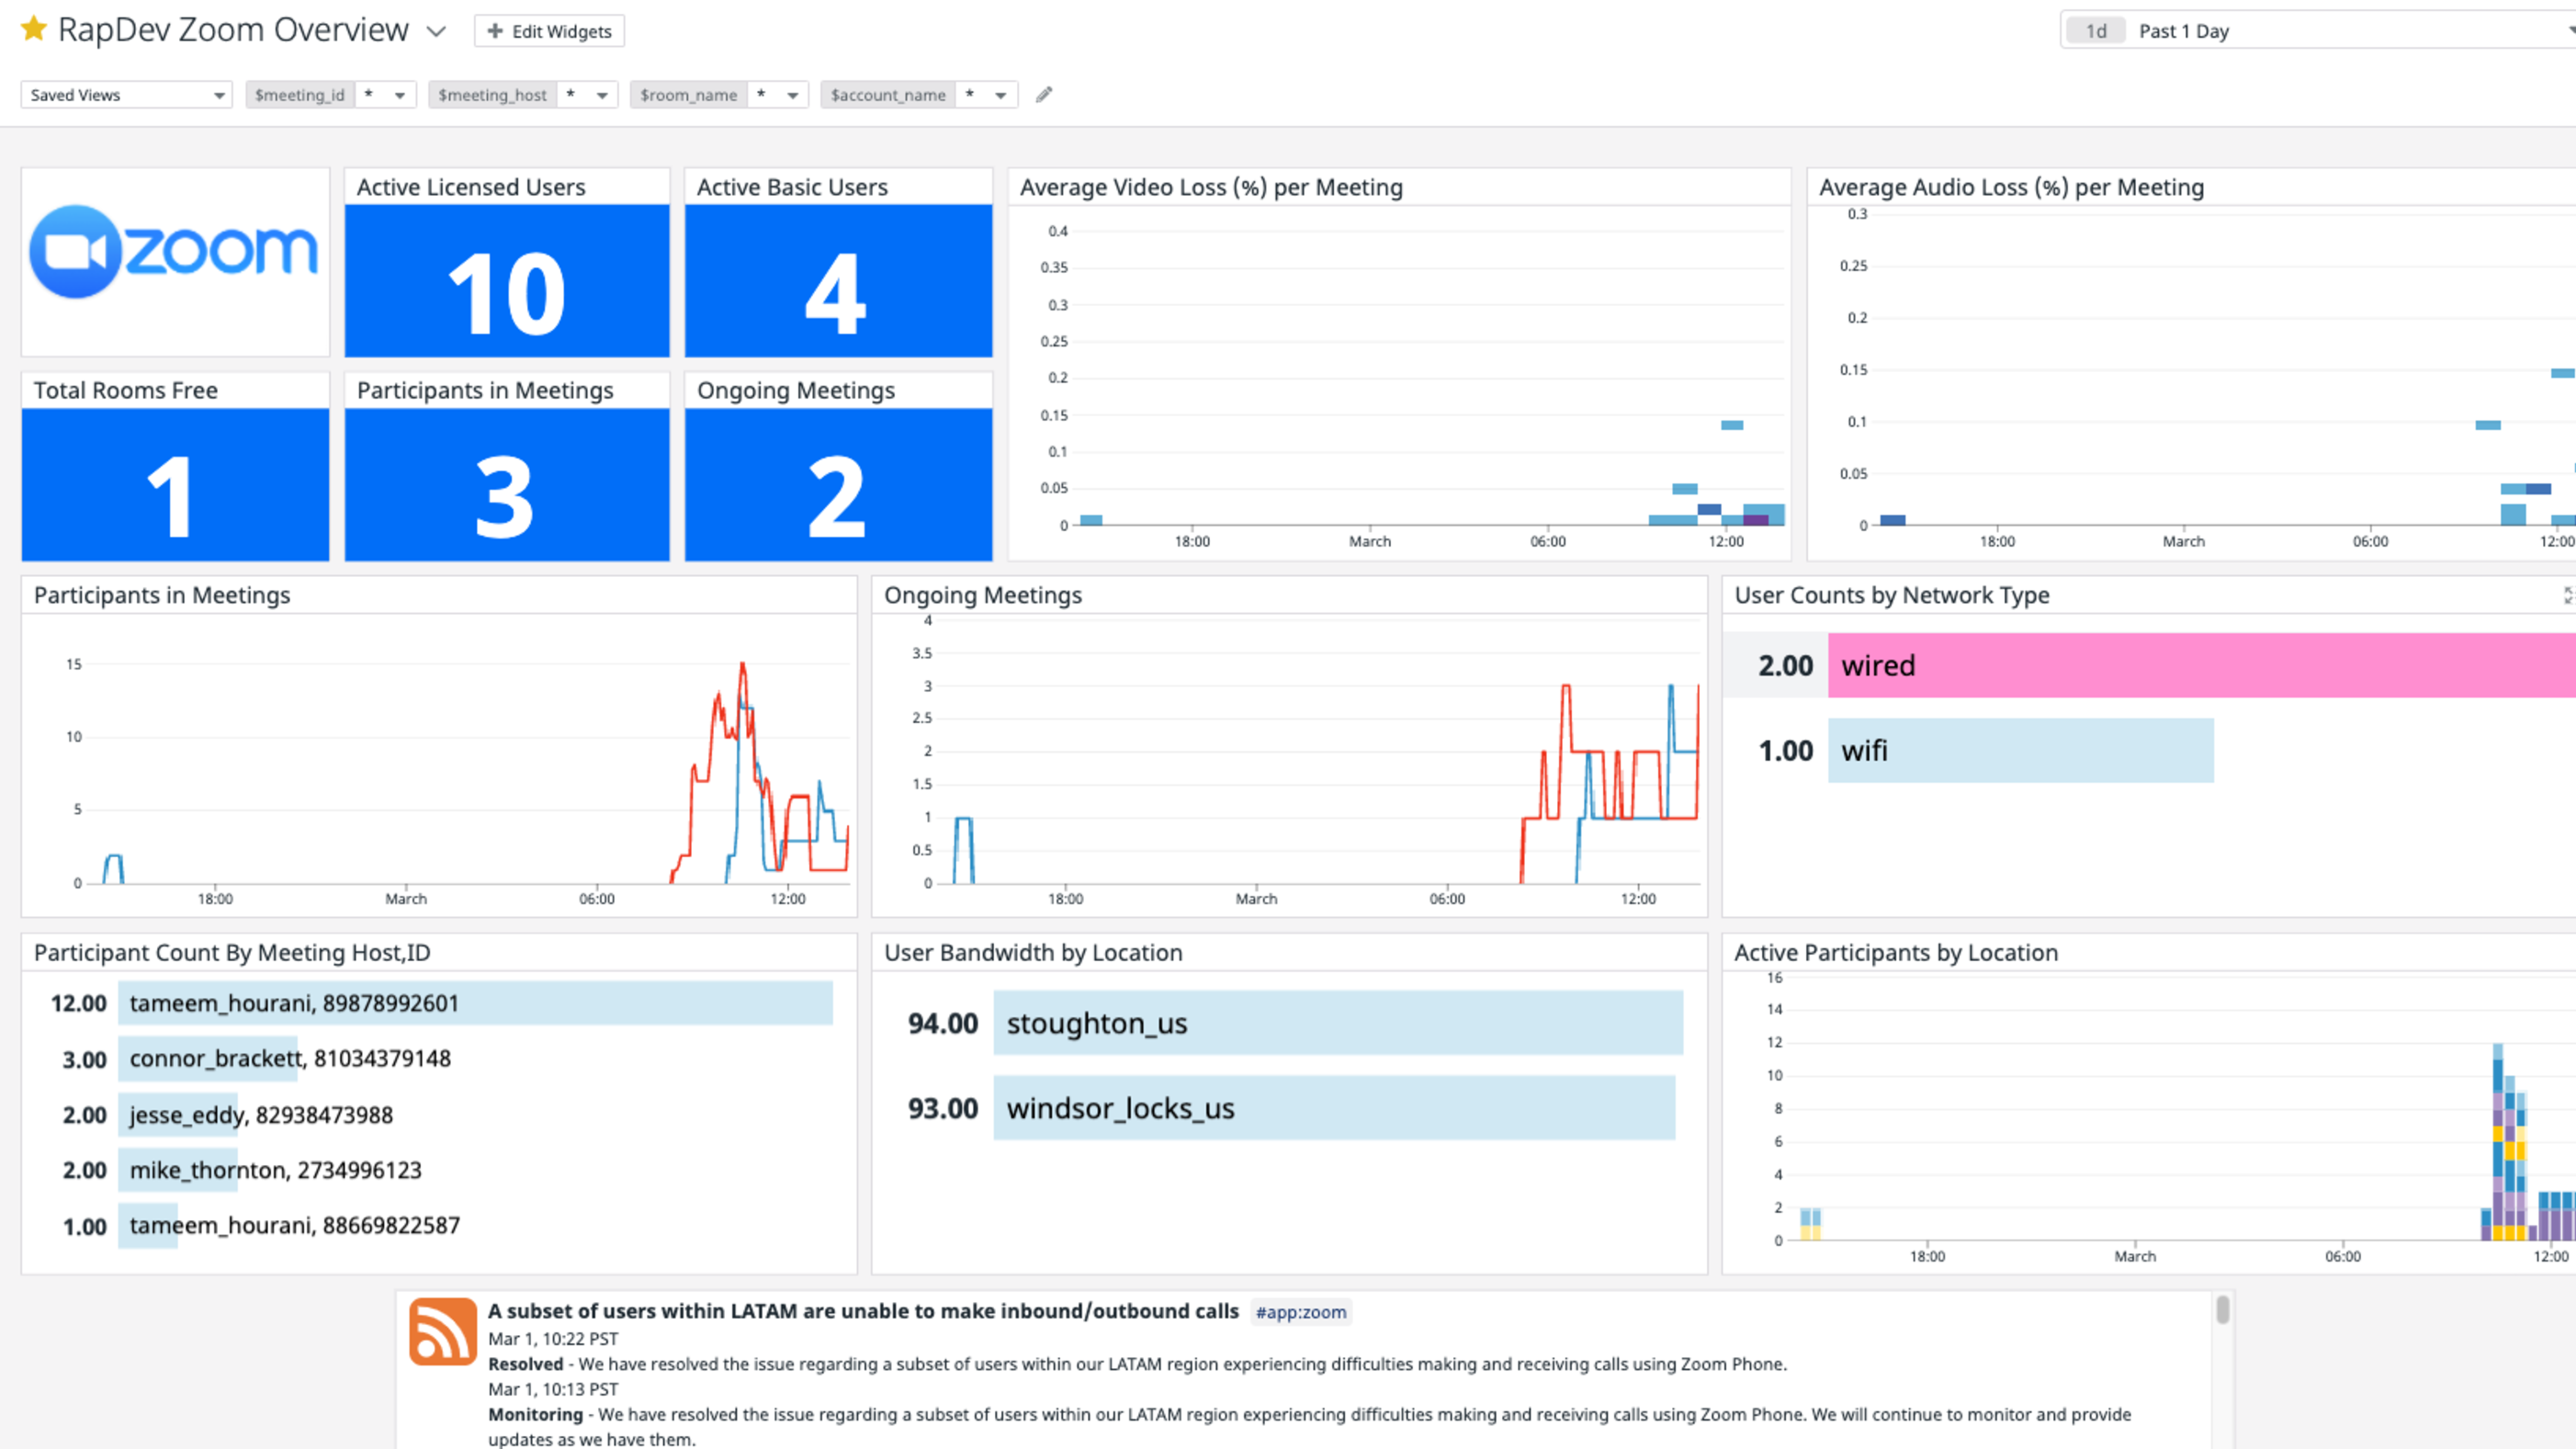 RapDev Zoom Overview
+ Edit Widgets
1d Past 1 Day
Saved Views
$meeting_id *
$meeting_host *
$room_name *
$account_name *
zoom
Active Licensed Users
10
Active Basic Users
4
Total Rooms Free
1
Participants in Meetings
3
Ongoing Meetings
2
Average Video Loss (%) per Meeting
0.4
0.35
0.3
0.25
0.2
0.15
0.1
0.05
0
18:00 March 06:00 12:00
Average Audio Loss (%) per Meeting
0.3
0.25
0.2
0.15
0.1
0.05
0
18:00 March 06:00 12:00
Participants in Meetings
15
10
5
0
18:00 March 06:00 12:00
Ongoing Meetings
4
3.5
3
2.5
2
1.5
1
0.5
0
18:00 March 06:00 12:00
User Counts by Network Type
2.00 wired
1.00 wifi
Participant Count By Meeting Host,ID
12.00 tameem_hourani, 89878992601
3.00 connor_brackett, 81034379148
2.00 jesse_eddy, 82938473988
2.00 mike_thornton, 2734996123
1.00 tameem_hourani, 88669822587
User Bandwidth by Location
94.00 stoughton_us
93.00 windsor_locks_us
Active Participants by Location
16
14
12
10
8
6
4
2
0
18:00 March 06:00 12:00
A subset of users within LATAM are unable to make inbound/outbound calls #app:zoom
Mar 1, 10:22 PST
Resolved - We have resolved the issue regarding a subset of users within our LATAM region experiencing difficulties making and receiving calls using Zoom Phone.
Mar 1, 10:13 PST
Monitoring - We have resolved the issue regarding a subset of users within our LATAM region experiencing difficulties making and receiving calls using Zoom Phone. We will continue to monitor and provide
updates as we have them.